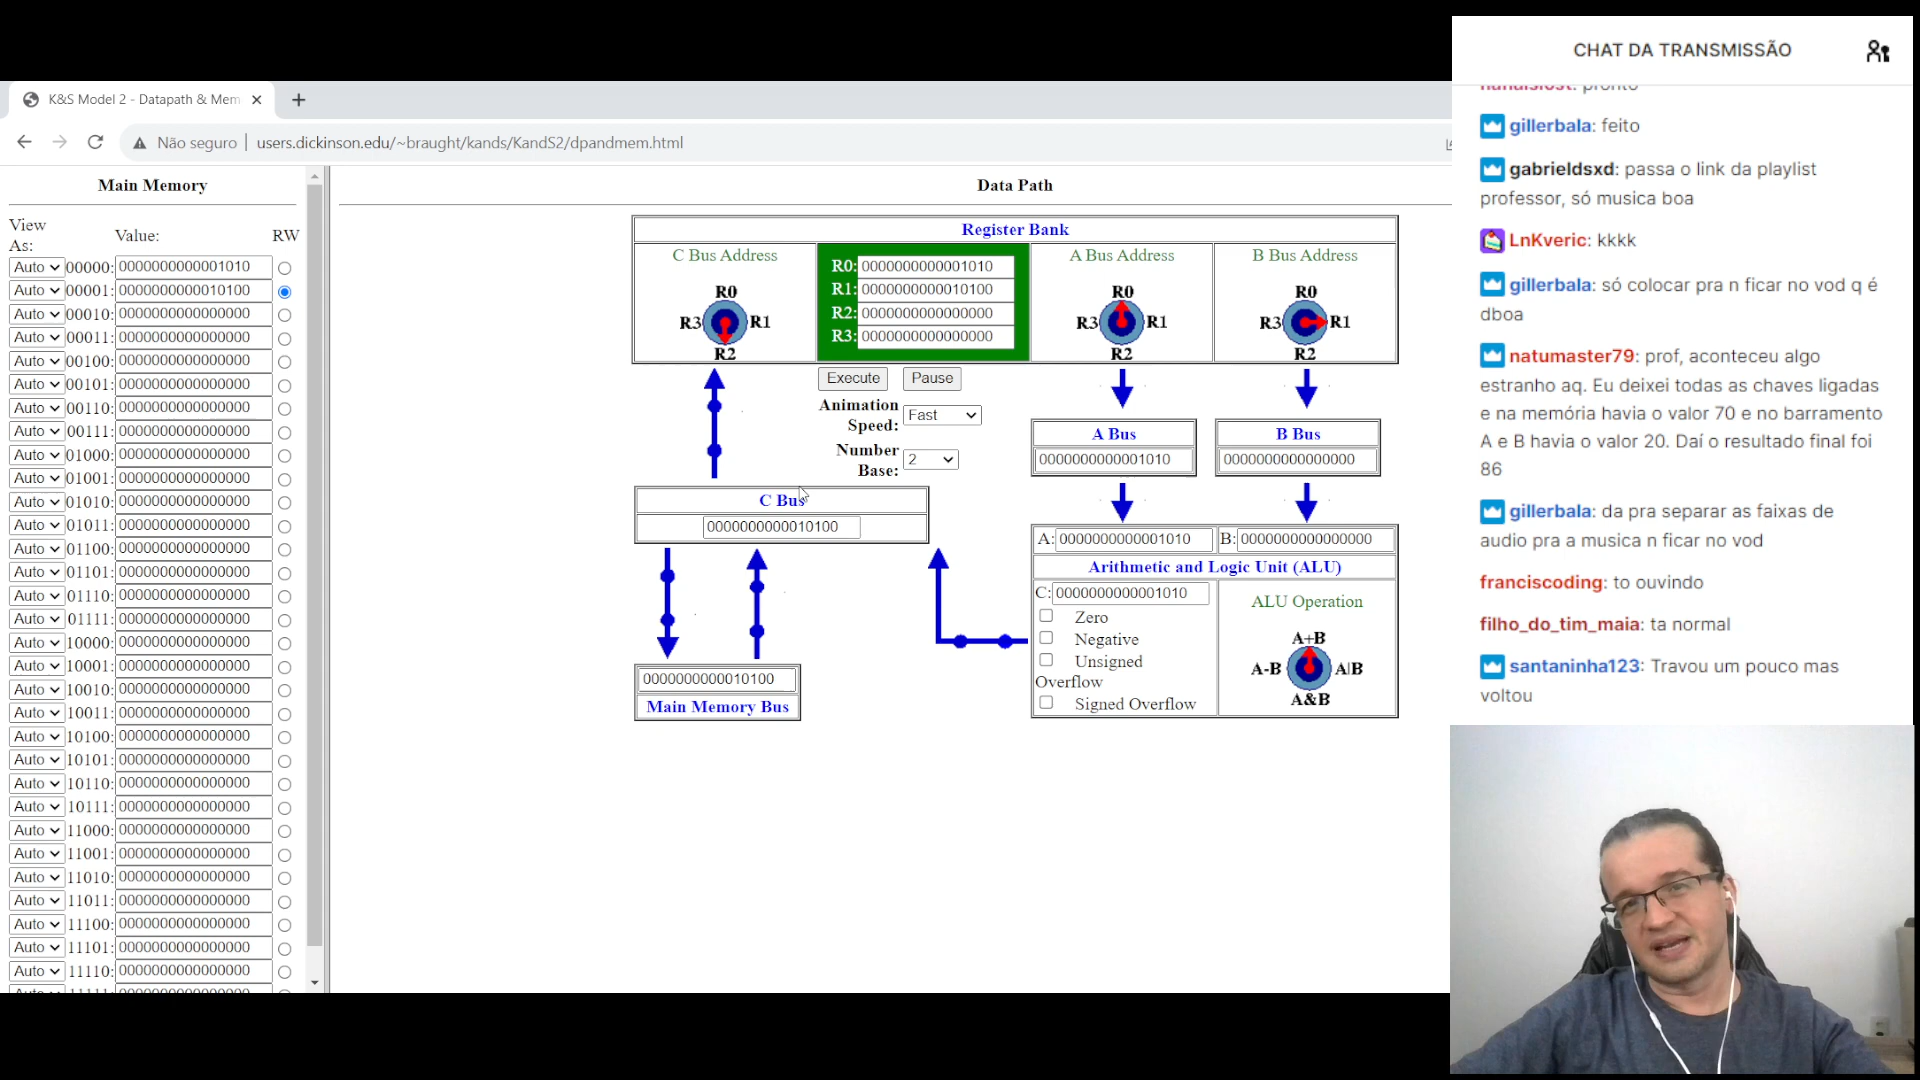 K&S Model 2 - Datapath & Mem
Não seguro
users.dickinson.edu/~braught/kands/KandS2/dpandmem.html
Main Memory
View As:
Value:
RW
Auto 00000: 0000000000001010
Auto 00001: 0000000000010100
Auto 00010: 0000000000000000
Auto 00011: 0000000000000000
Auto 00100: 0000000000000000
Auto 00101: 0000000000000000
Auto 00110: 0000000000000000
Auto 00111: 0000000000000000
Auto 01000: 0000000000000000
Auto 01001: 0000000000000000
Auto 01010: 0000000000000000
Auto 01011: 0000000000000000
Auto 01100: 0000000000000000
Auto 01101: 0000000000000000
Auto 01110: 0000000000000000
Auto 01111: 0000000000000000
Auto 10000: 0000000000000000
Auto 10001: 0000000000000000
Auto 10010: 0000000000000000
Auto 10011: 0000000000000000
Auto 10100: 0000000000000000
Auto 10101: 0000000000000000
Auto 10110: 0000000000000000
Auto 10111: 0000000000000000
Auto 11000: 0000000000000000
Auto 11001: 0000000000000000
Auto 11010: 0000000000000000
Auto 11011: 0000000000000000
Auto 11100: 0000000000000000
Auto 11101: 0000000000000000
Auto 11110: 0000000000000000
Data Path
Register Bank
C Bus Address
R0
R3 R1
R2
R0: 0000000000001010
R1: 0000000000010100
R2: 0000000000000000
R3: 0000000000000000
A Bus Address
R0
R3 R1
R2
B Bus Address
R0
R3 R1
R2
Execute
Pause
Animation Speed: Fast
Number Base: 2
A Bus
0000000000001010
B Bus
0000000000000000
C Bus
0000000000010100
A: 0000000000001010
B: 0000000000000000
Arithmetic and Logic Unit (ALU)
C: 0000000000001010
Zero
Negative
Unsigned
Overflow
Signed Overflow
ALU Operation
A+B
A-B A|B
A&B
0000000000010100
Main Memory Bus
CHAT DA TRANSMISSÃO
gillerbala: feito
gabrieldsxd: passa o link da playlist
professor, só musica boa
LnKveric: kkkk
gillerbala: só colocar pra n ficar no vod q é
dboa
natumaster79: prof, aconteceu algo
estranho aq. Eu deixei todas as chaves ligadas
e na memória havia o valor 70 e no barramento
A e B havia o valor 20. Daí o resultado final foi
86
gillerbala: da pra separar as faixas de
audio pra a musica n ficar no vod
franciscoding: to ouvindo
filho_do_tim_maia: ta normal
santaninha123: Travou um pouco mas
voltou